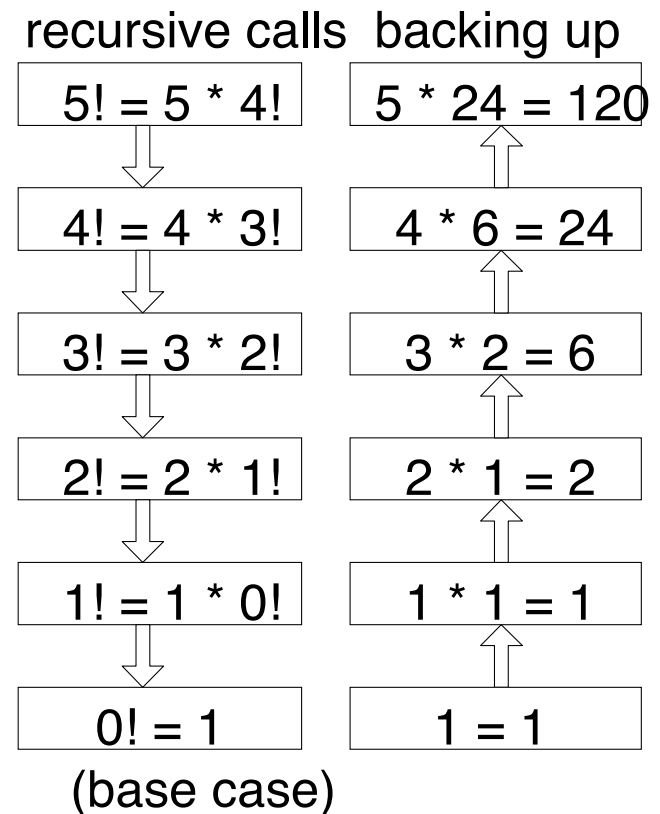 recursive calls
5! = 5 * 4!
4! = 4 * 3!
3! = 3 * 2!
2! = 2 * 1!
1! = 1 * 0!
0! = 1
(base case)
backing up
5 * 24 = 120
4 * 6 = 24
3 * 2 = 6
2 * 1 = 2
1 * 1 = 1
1 = 1